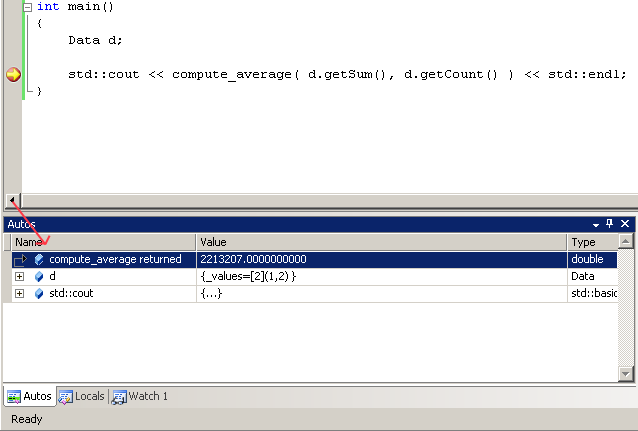 int main()
{
Data d;
std::cout << compute_average( d.getSum(), d.getCount() ) << std::endl;
}
Autos
Name Value Type
compute_average returned 2213207.0000000000 double
d {_values=[2](1,2) } Data
std::cout {...} std::basic
Autos Locals Watch 1
Ready